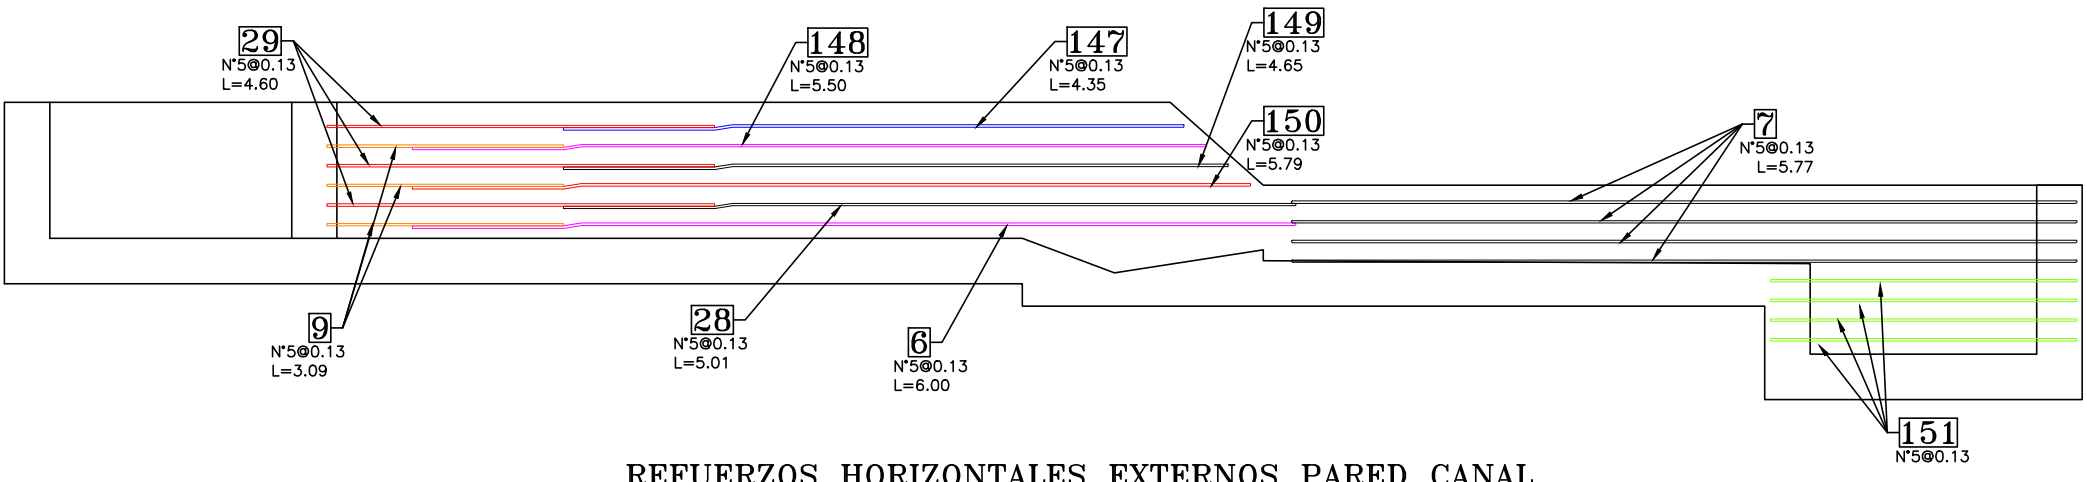 29
N°5@0.13
L=4.60
148
N°5@0.13
L=5.50
147
N°5@0.13
L=4.35
149
N°5@0.13
L=4.65
150
N°5@0.13
L=5.79
7
N°5@0.13
L=5.77
9
N°5@0.13
L=3.09
28
N°5@0.13
L=5.01
6
N°5@0.13
L=6.00
151
N°5@0.13
REFUERZOS HORIZONTALES EXTERNOS PARED CANAL